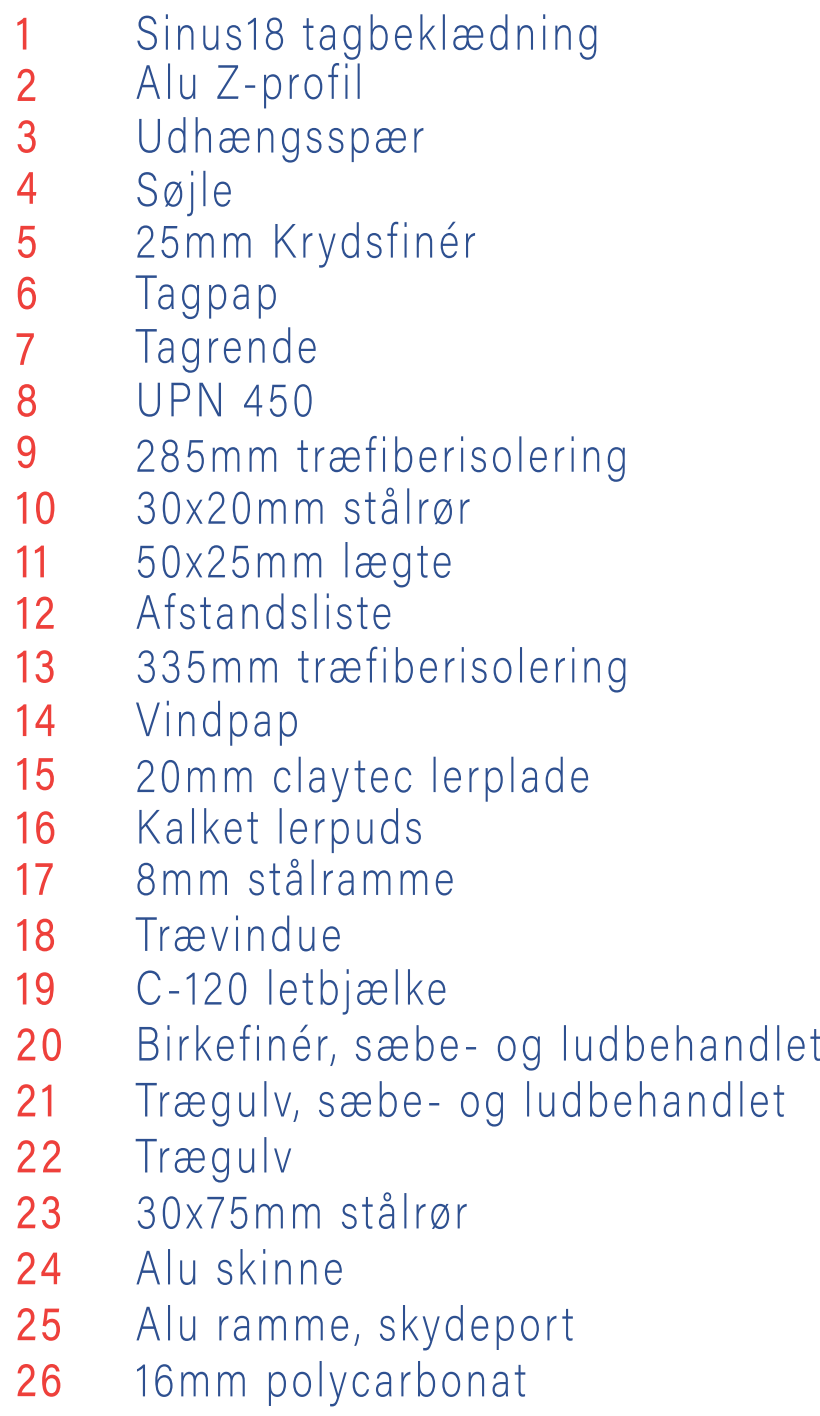 1 Sinus18 tagbeklædning
2 Alu Z-profil
3 Udhængsspær
4 Søjle
5 25mm Krydsfinér
6 Tagpap
7 Tagrende
8 UPN 450
9 285mm træfiberisolering
10 30x20mm stålrør
11 50x25mm lægte
12 Afstandsliste
13 335mm træfiberisolering
14 Vindpap
15 20mm claytec lerplade
16 Kalket lerpuds
17 8mm stålramme
18 Trævindue
19 C-120 letbjælke
20 Birkefinér, sæbe- og ludbehandlet
21 Trægulv, sæbe- og ludbehandlet
22 Trægulv
23 30x75mm stålrør
24 Alu skinne
25 Alu ramme, skydeport
26 16mm polycarbonat